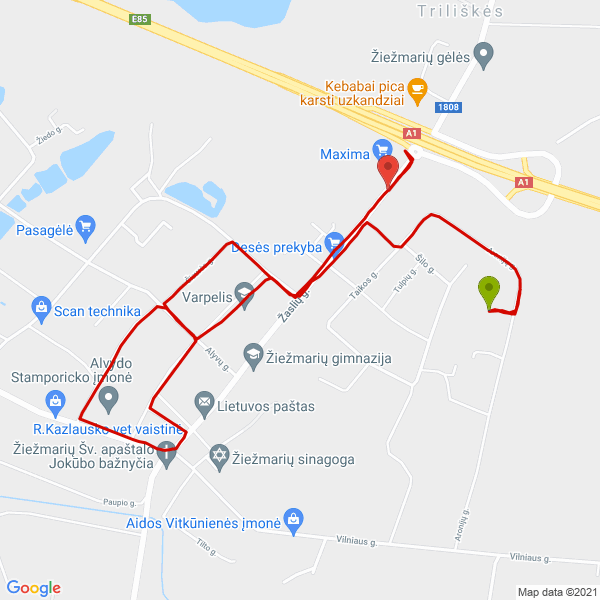 Triliškės
E85
Žiežmarių gėlės
Kebabai pica
karsti uzkandziai
1808
A1
Žiedo g.
Maxima
A1
Pasagėlė
Desės prekyba
Šilo g.
Taikos g.
Tulpių g.
Varpelis
Žaslių g.
Scan technika
Alyvų g.
Žiežmarių gimnazija
Alvydo
Stamporicko įmonė
Lietuvos paštas
R.Kazlausko vet vaistinė
Žiežmarių Šv. apaštalo
Jokūbo bažnyčia
Žiežmarių sinagoga
Paupio g.
Aidos Vitkūnienės įmonė
Aronijų g.
Tilto g.
Vilniaus g.
Vilniaus g.
Google
Map data ©2021